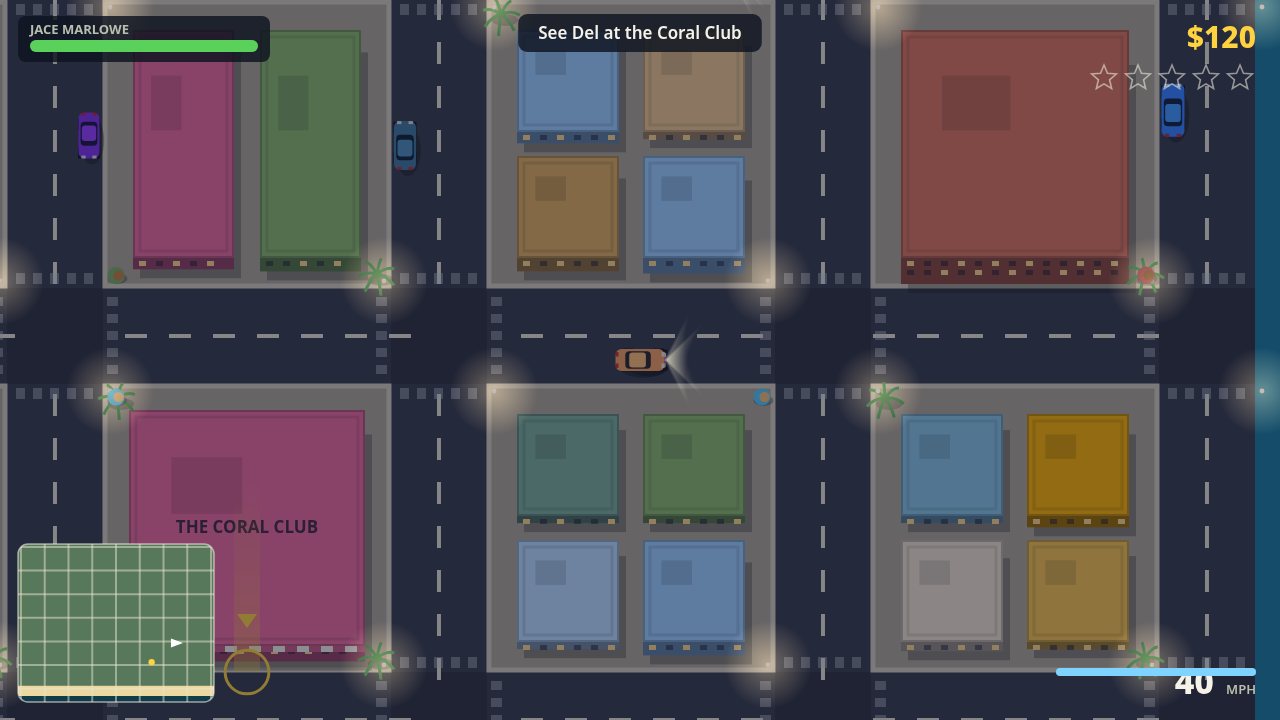 JACE MARLOWE
See Del at the Coral Club
$120
THE CORAL CLUB
40 MPH